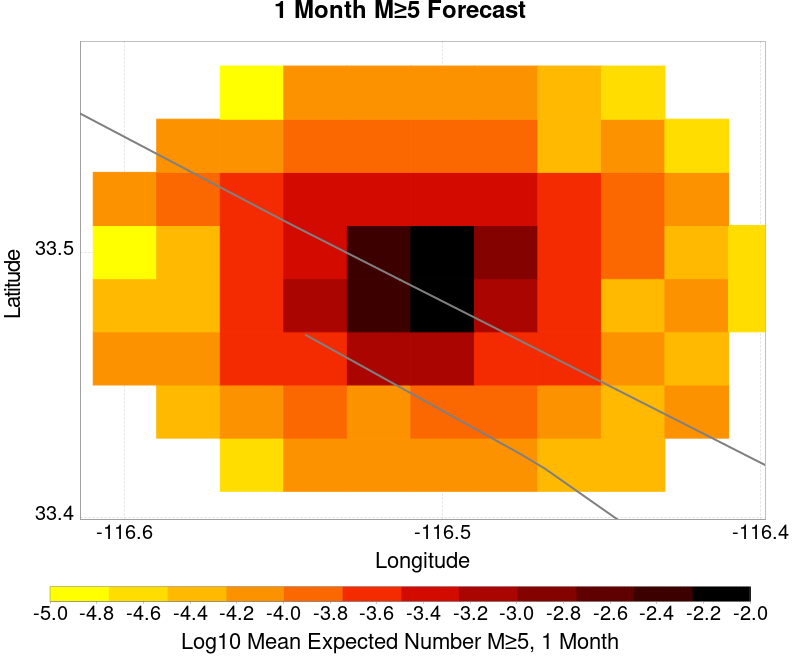 1 Month M≥5 Forecast
Latitude
33.5
33.4
-116.6 -116.5 -116.4
Longitude
-5.0 -4.8 -4.6 -4.4 -4.2 -4.0 -3.8 -3.6 -3.4 -3.2 -3.0 -2.8 -2.6 -2.4 -2.2 -2.0
Log10 Mean Expected Number M≥5, 1 Month